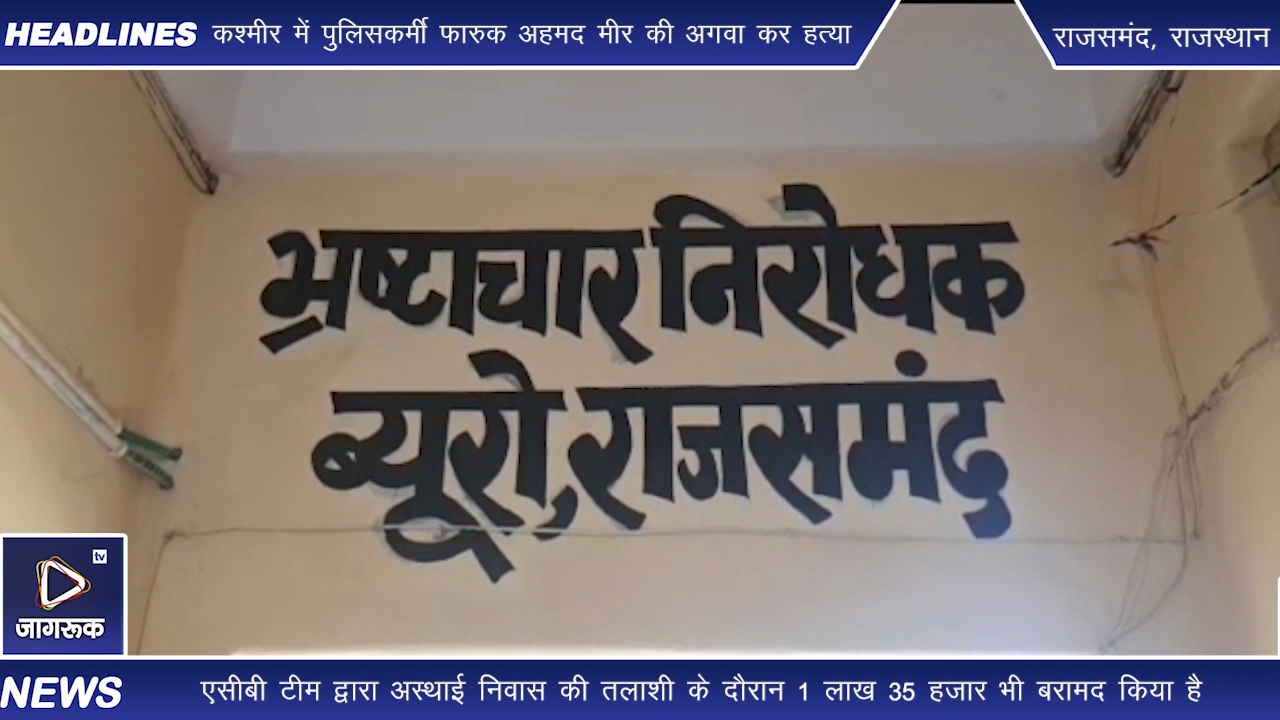 HEADLINES कश्मीर में पुलिसकर्मी फारुक अहमद मीर की अगवा कर हत्या
राजसमंद, राजस्थान
भ्रष्टाचार निरोधक
ब्यूरो, राजसमंद
tv
जागरूक
NEWS एसीबी टीम द्वारा अस्थाई निवास की तलाशी के दौरान 1 लाख 35 हजार भी बरामद किया है